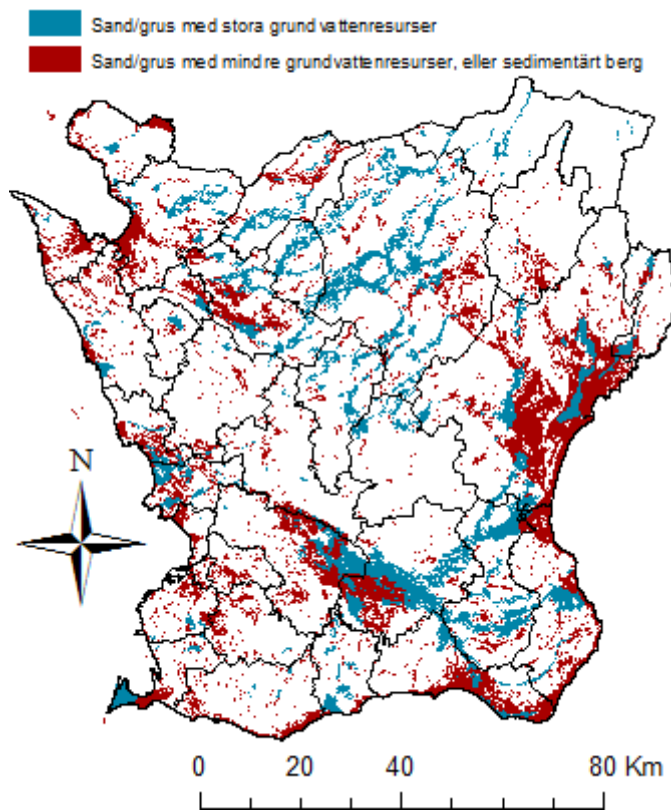 Sand/grus med stora grundvattenresurser
Sand/grus med mindre grundvattenresurser, eller sedimentärt berg
N
0 20 40 80 Km